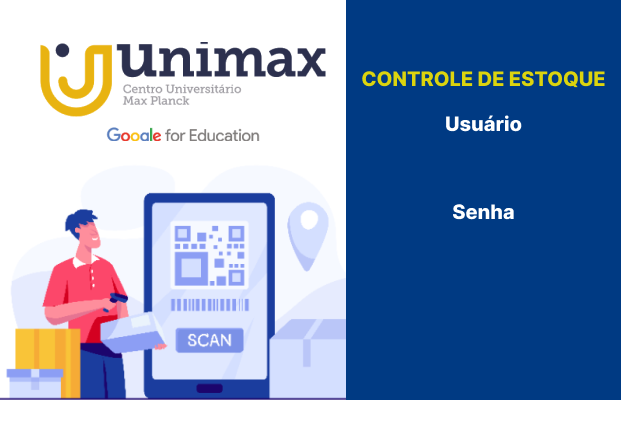 unimax
Centro Universitário
Max Planck
Google for Education
SCAN
CONTROLE DE ESTOQUE
Usuário
Senha